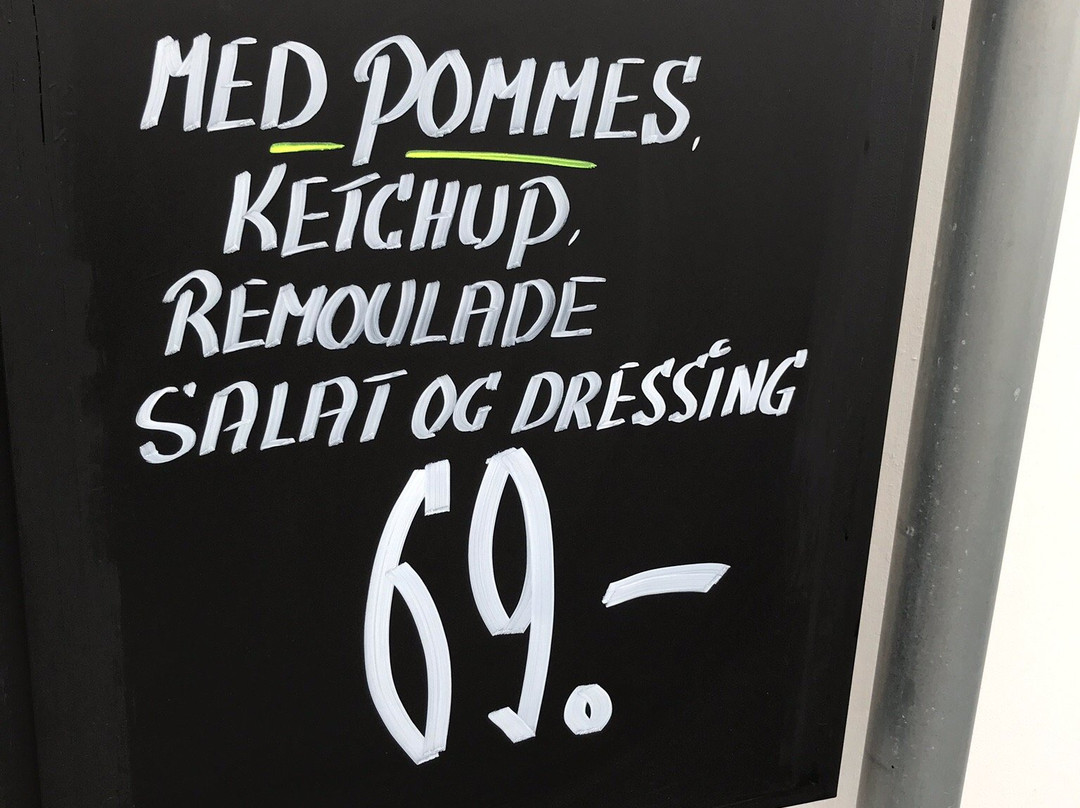 MED POMMES,
KETCHUP,
REMOULADE
SALAT OG DRESSING
69.-